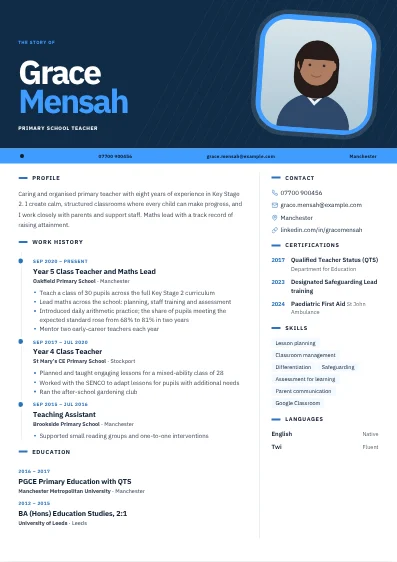 THE STORY OF
Grace
Mensah
PRIMARY SCHOOL TEACHER
07700 900456
grace.mensah@example.com
Manchester
PROFILE
Caring and organised primary teacher with eight years of experience in Key Stage
2. I create calm, structured classrooms where every child can make progress, and
I work closely with parents and support staff. Maths lead with a track record of
raising attainment.
WORK HISTORY
SEP 2020 – PRESENT
Year 5 Class Teacher and Maths Lead
Oakfield Primary School · Manchester
• Teach a class of 30 pupils across the full Key Stage 2 curriculum
• Lead maths across the school: planning, staff training and assessment
• Introduced daily arithmetic practice; the share of pupils meeting the
expected standard rose from 68% to 81% in two years
• Mentor two early-career teachers each year
SEP 2017 – JUL 2020
Year 4 Class Teacher
St Mary's CE Primary School · Stockport
• Planned and taught engaging lessons for a mixed-ability class of 28
• Worked with the SENCO to adapt lessons for pupils with additional needs
• Ran the after-school gardening club
SEP 2015 – JUL 2016
Teaching Assistant
Brookside Primary School · Manchester
• Supported small reading groups and one-to-one interventions
EDUCATION
2016 – 2017
PGCE Primary Education with QTS
Manchester Metropolitan University · Manchester
2012 – 2015
BA (Hons) Education Studies, 2:1
University of Leeds · Leeds
CONTACT
07700 900456
grace.mensah@example.com
Manchester
linkedin.com/in/gracemensah
CERTIFICATIONS
2017 Qualified Teacher Status (QTS)
Department for Education
2023 Designated Safeguarding Lead
training
2024 Paediatric First Aid St John
Ambulance
SKILLS
Lesson planning
Classroom management
Differentiation Safeguarding
Assessment for learning
Parent communication
Google Classroom
LANGUAGES
English Native
Twi Fluent